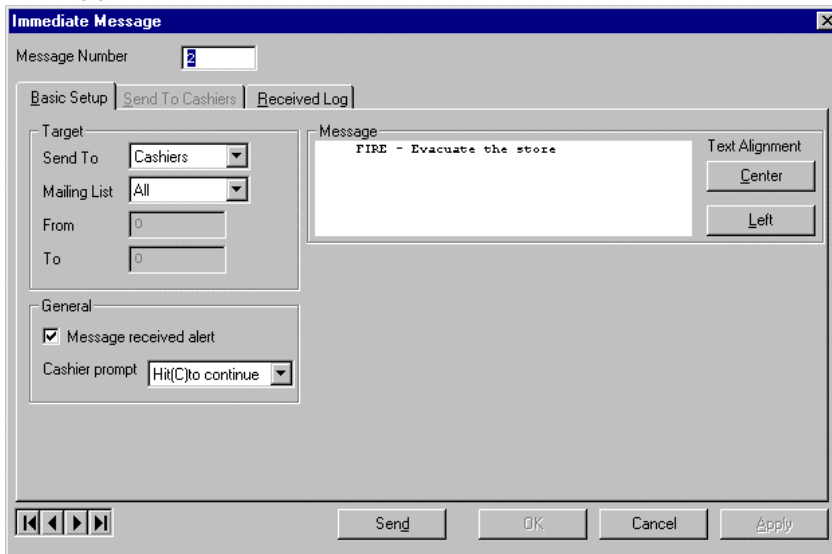 Immediate Message
Message Number 2
Basic Setup Send To Cashiers Received Log
Target
Send To Cashiers
Mailing List All
From 0
To 0
Message
FIRE - Evacuate the store
Text Alignment
Center
Left
General
Message received alert
Cashier prompt Hit(C)to continue
Send OK Cancel Apply